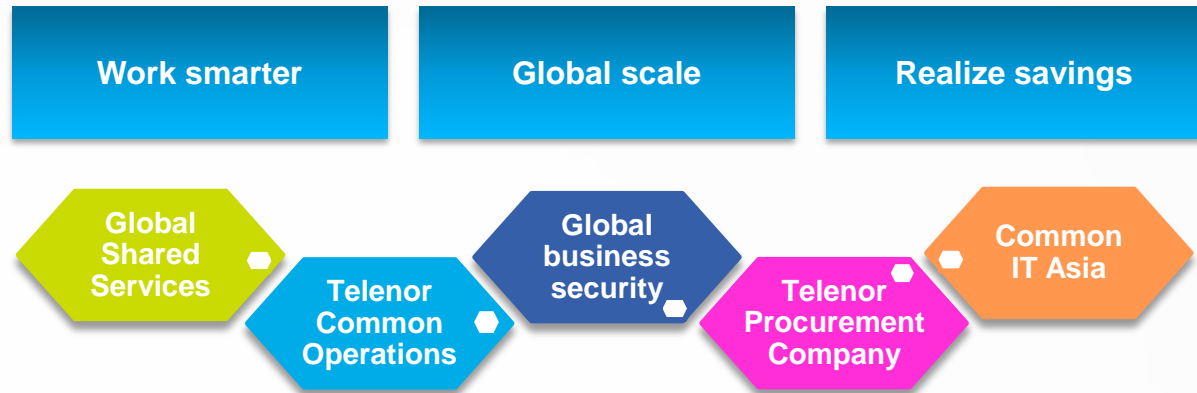 Work smarter
Global scale
Realize savings
Global
Shared
Services
Telenor
Common
Operations
Global
business
security
Telenor
Procurement
Company
Common
IT Asia